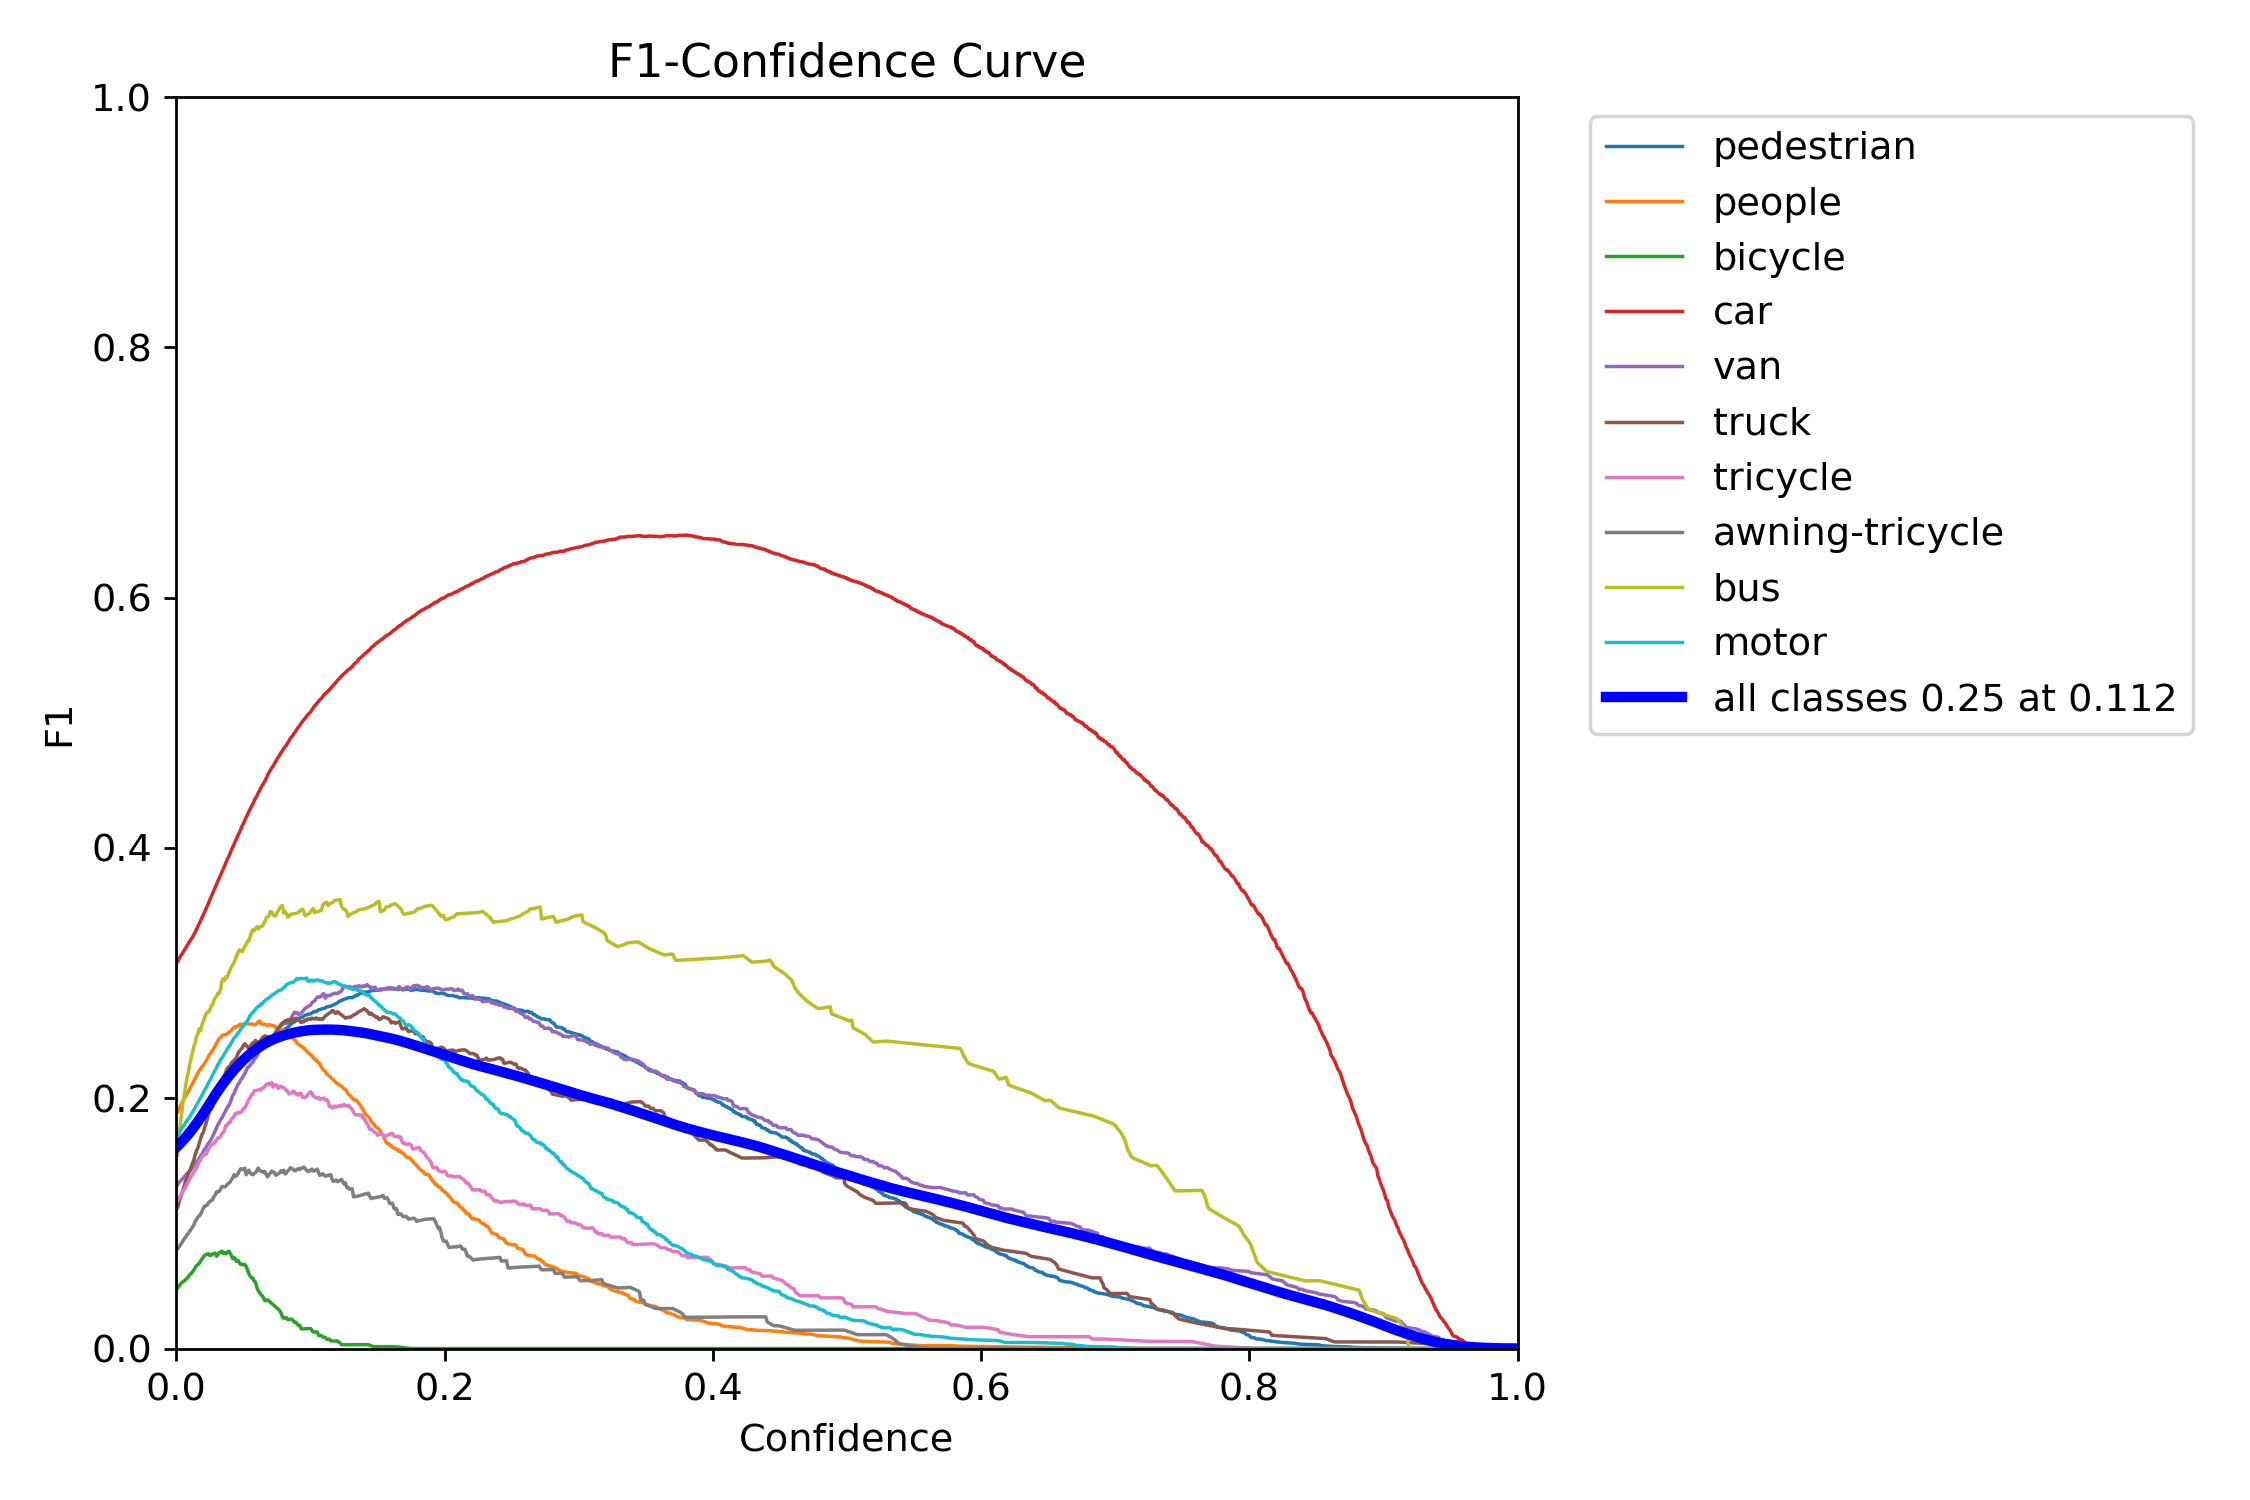 F1-Confidence Curve
1.0
0.8
0.6
0.4
0.2
0.0
F1
0.0 0.2 0.4 0.6 0.8 1.0
Confidence
pedestrian
people
bicycle
car
van
truck
tricycle
awning-tricycle
bus
motor
all classes 0.25 at 0.112